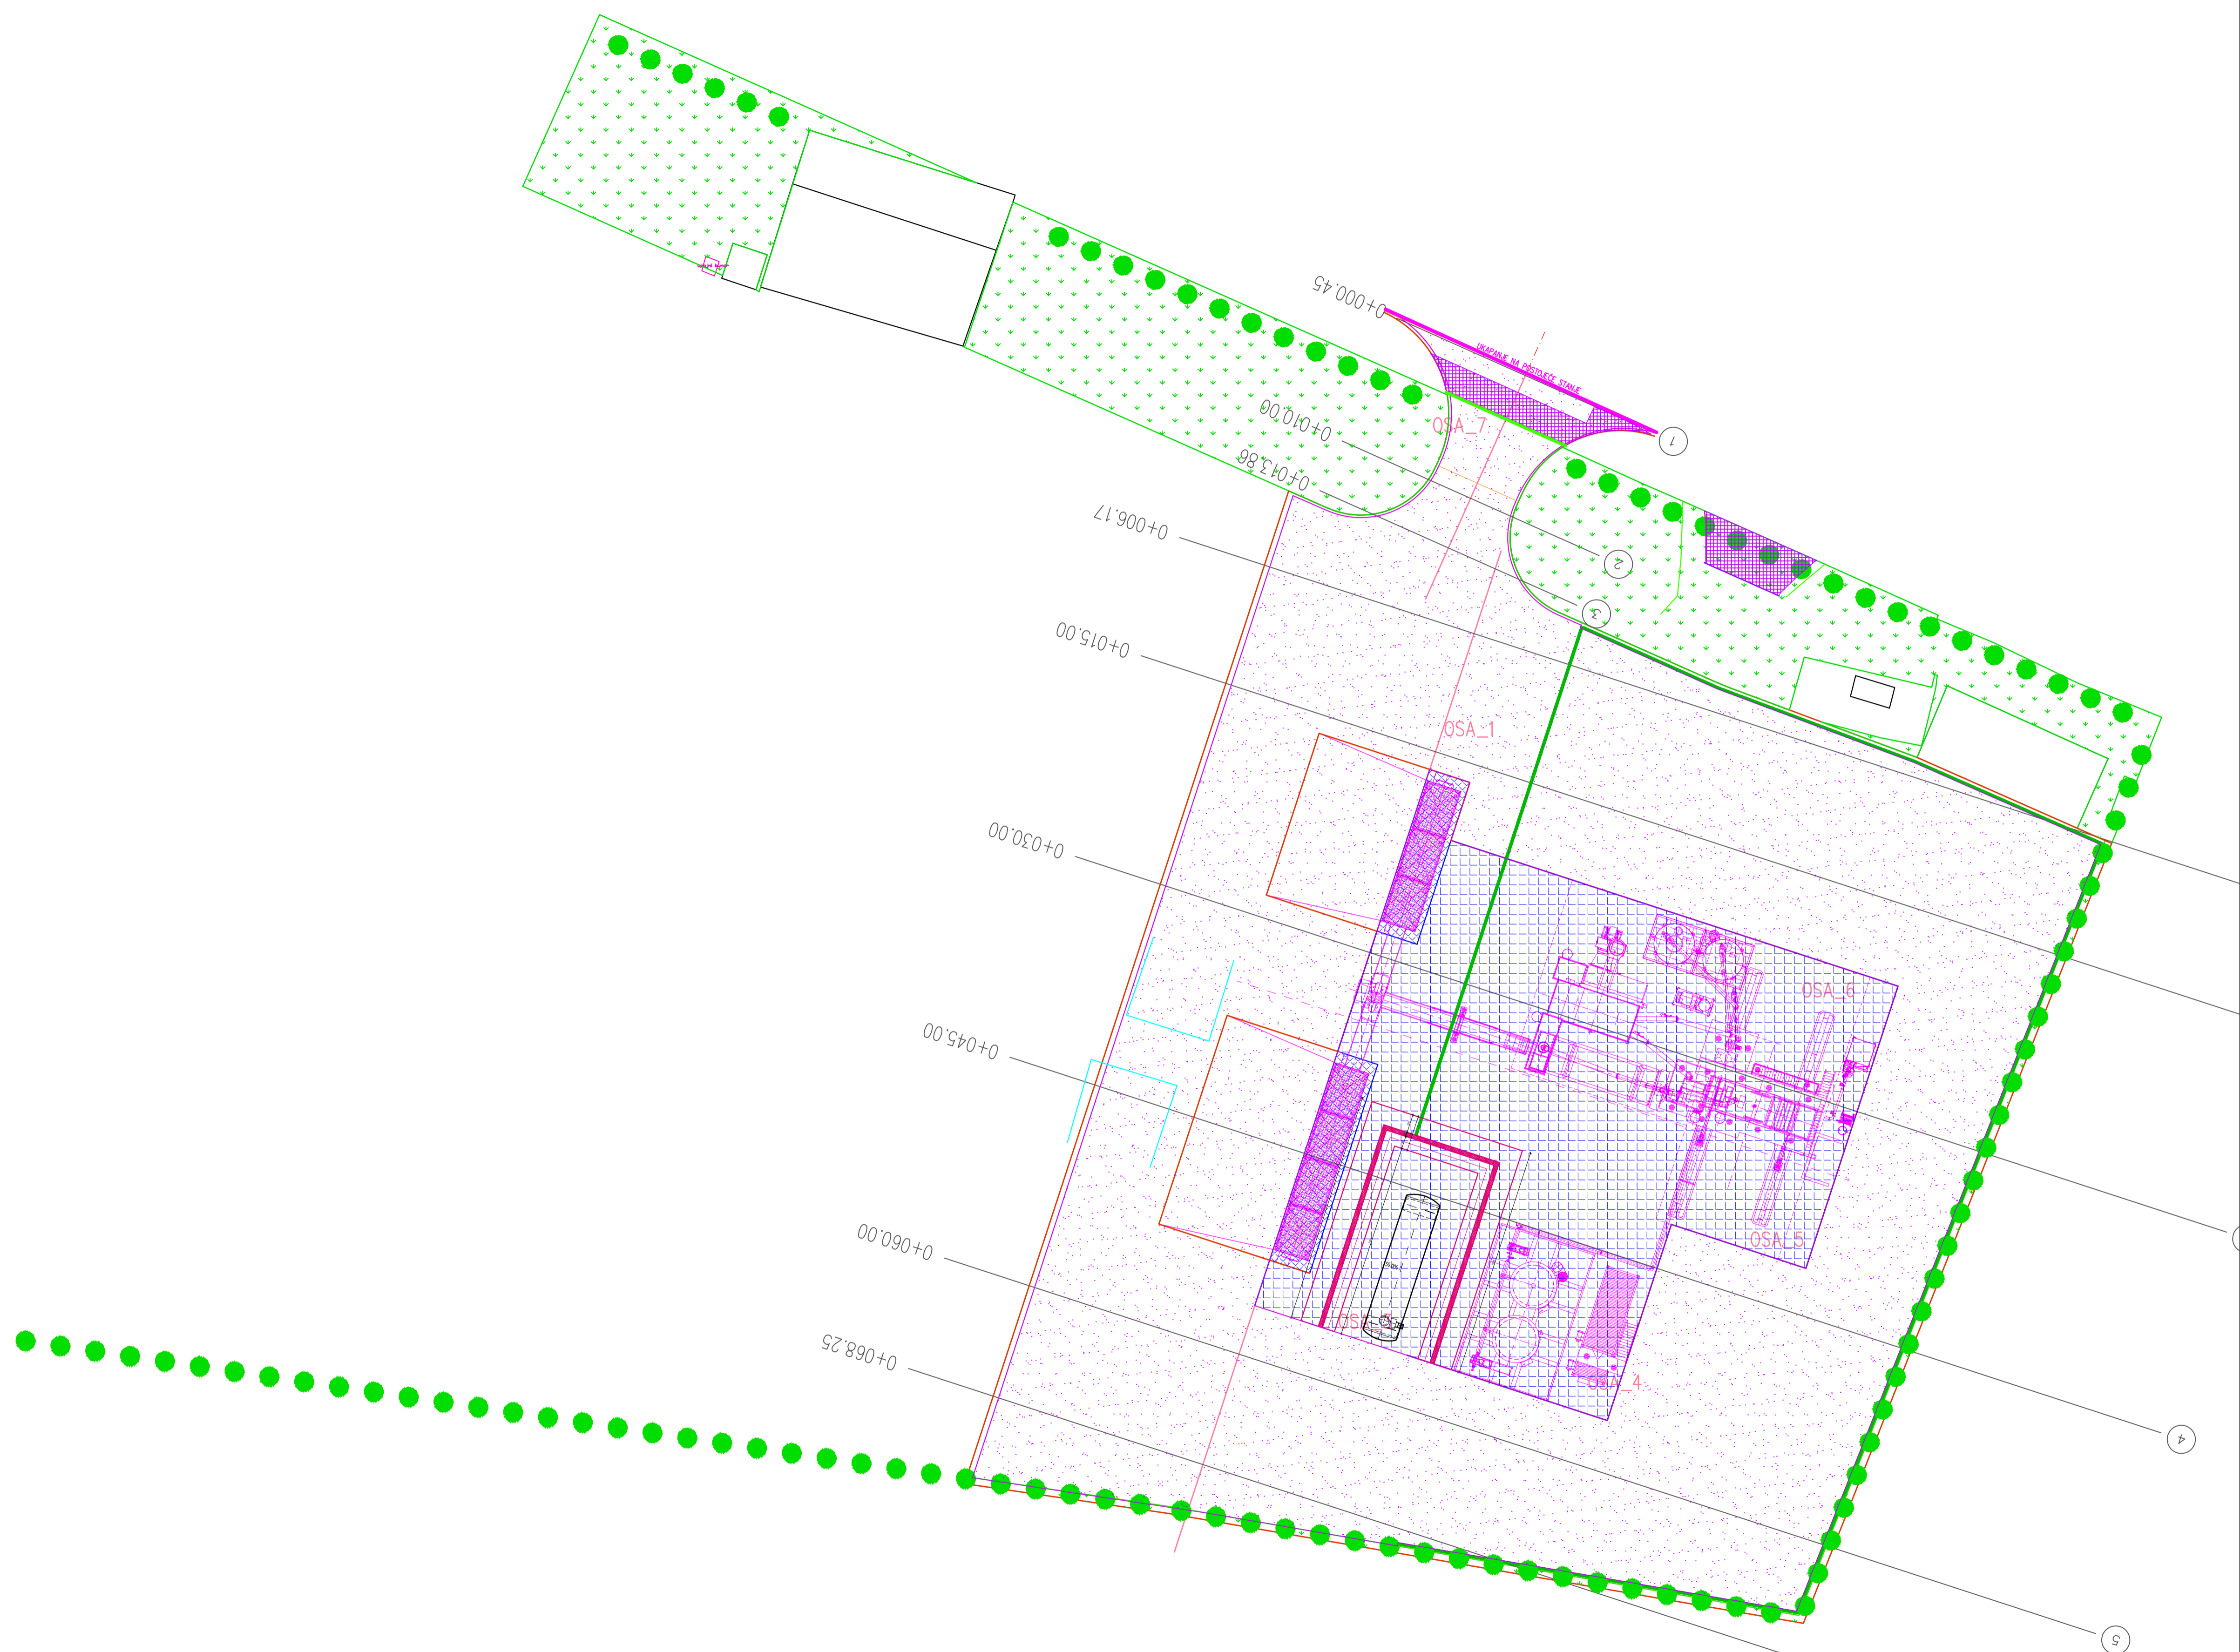 0+000.45
UKAPANJE NA POSTOJEĆE STANJE
1
0+010.00
OSA_7
0+013.86
0+006.17
2
3
0+015.00
OSA_1
0+030.00
OSA_6
0+045.00
0+060.00
OSA_5
0+068.25
OSA_4
4
5